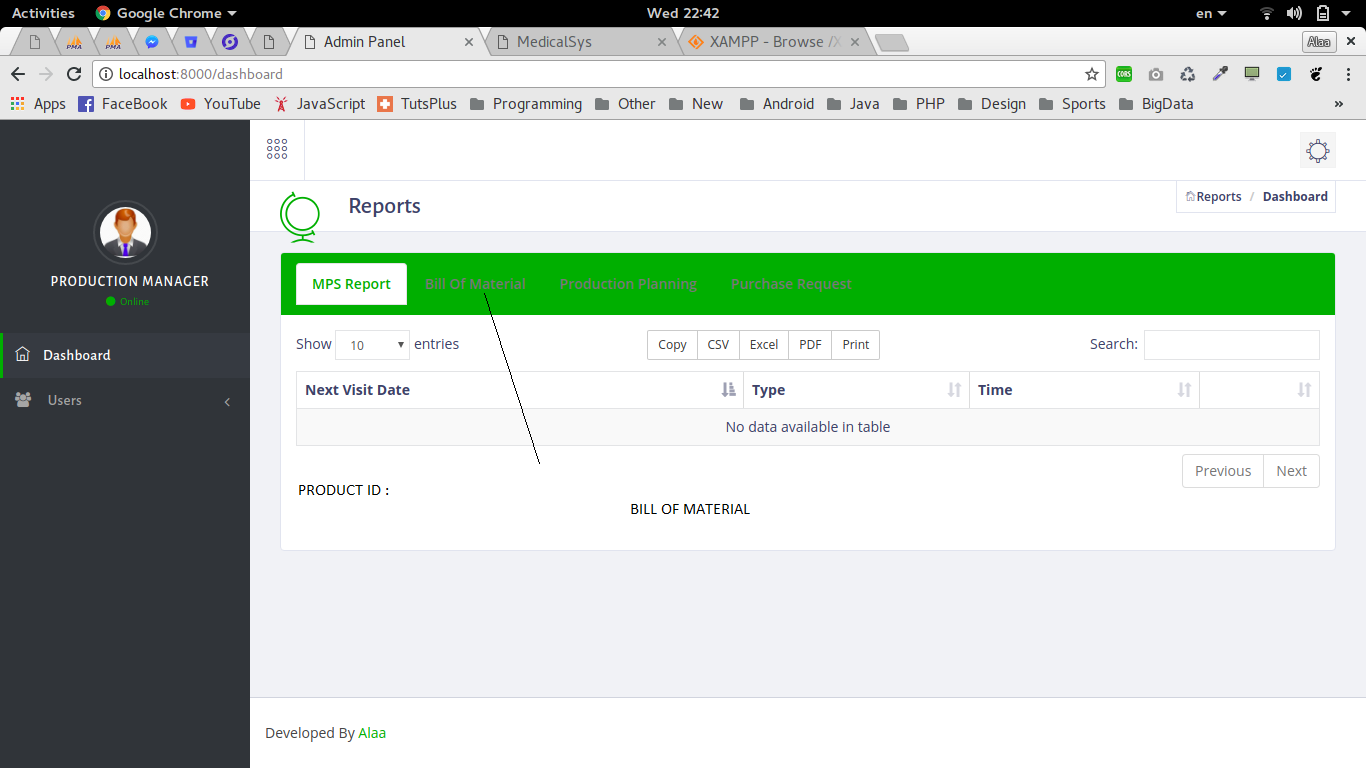 Activities Google Chrome Wed 22:42 en
PMA PMA Admin Panel MedicalSys XAMPP - Browse /X Alaa
localhost:8000/dashboard CORS
Apps FaceBook YouTube JavaScript TutsPlus Programming Other New Android Java PHP Design Sports BigData »
Reports
Reports / Dashboard
PRODUCTION MANAGER
Online
Dashboard
Users
MPS Report Bill Of Material Production Planning Purchase Request
Show 10 entries Copy CSV Excel PDF Print Search:
Next Visit Date Type Time
No data available in table
Previous Next
PRODUCT ID :
BILL OF MATERIAL
Developed By Alaa